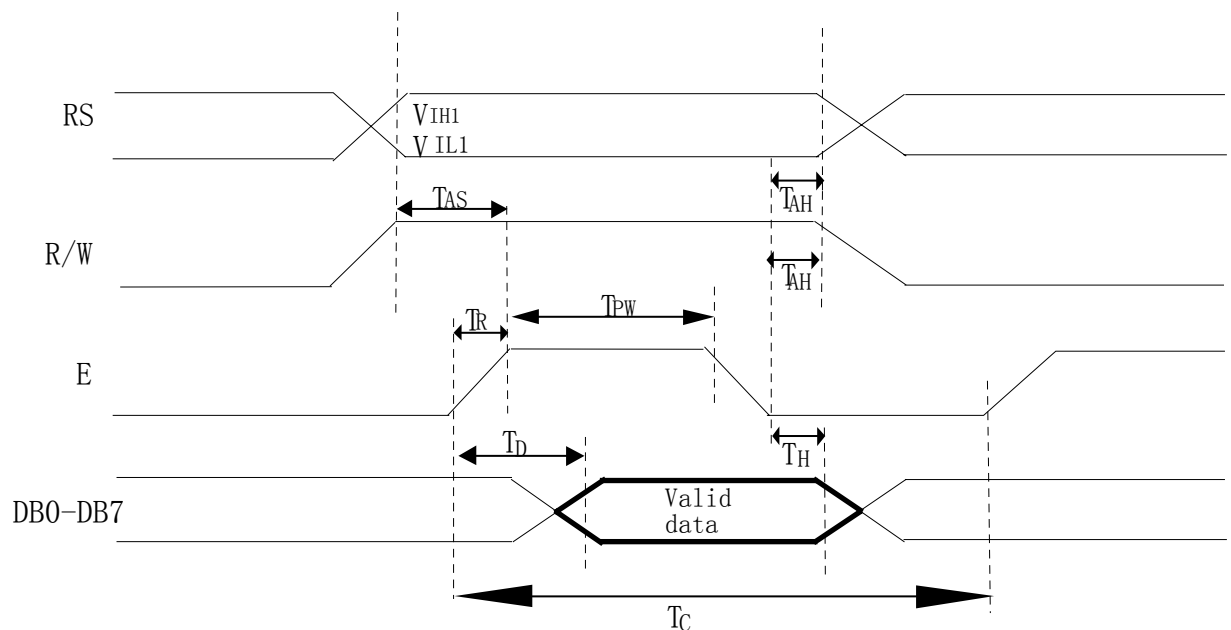 RS
VIH1
VIL1
TAS
TAH
R/W
TAH
TPW
TR
E
TD
TH
DB0-DB7
Valid
data
TC